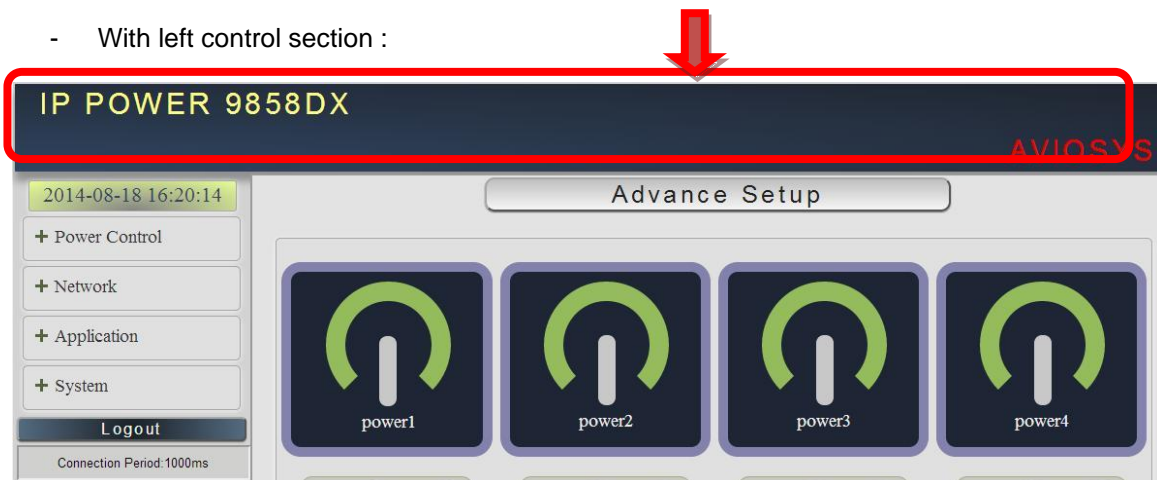 - With left control section :
IP POWER 9858DX
AVIOSYS
2014-08-18 16:20:14
Advance Setup
+ Power Control
+ Network
+ Application
+ System
Logout
Connection Period:1000ms
power1
power2
power3
power4